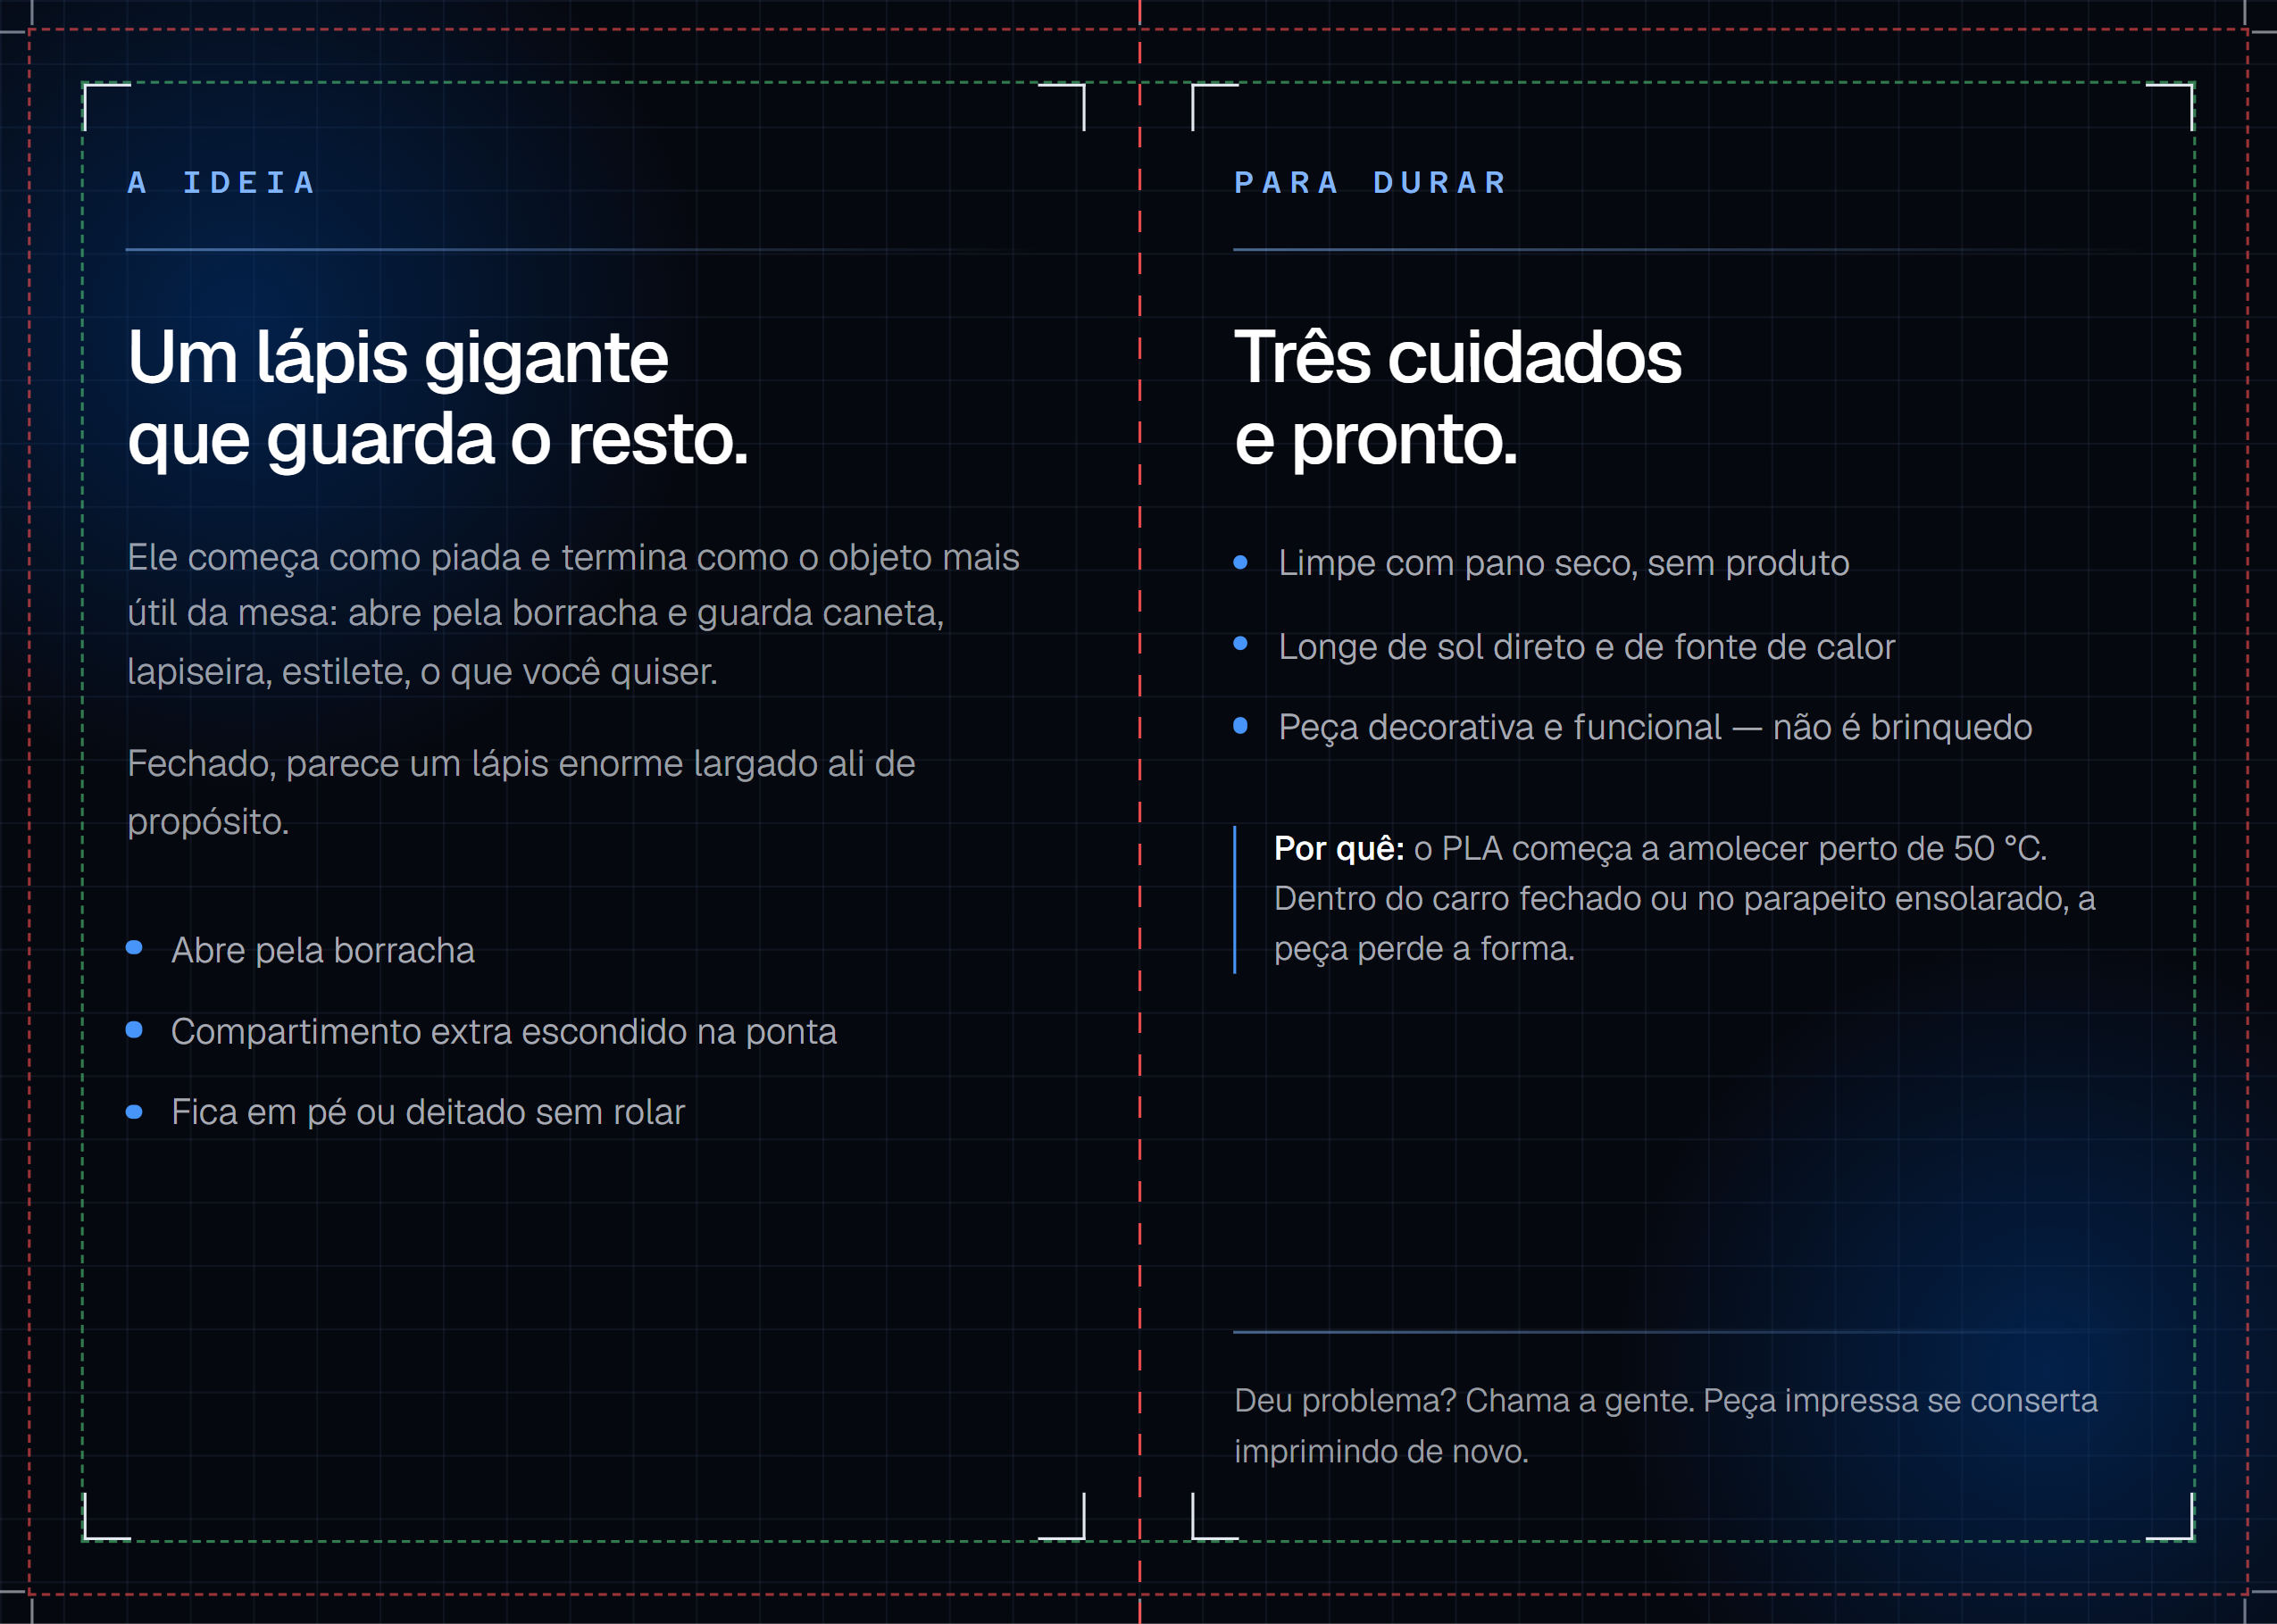 A IDEIA
Um lápis gigante
que guarda o resto.
Ele começa como piada e termina como o objeto mais
útil da mesa: abre pela borracha e guarda caneta,
lapiseira, estilete, o que você quiser.
Fechado, parece um lápis enorme largado ali de
propósito.
Abre pela borracha
Compartimento extra escondido na ponta
Fica em pé ou deitado sem rolar
PARA DURAR
Três cuidados
e pronto.
Limpe com pano seco, sem produto
Longe de sol direto e de fonte de calor
Peça decorativa e funcional — não é brinquedo
Por quê: o PLA começa a amolecer perto de 50 °C.
Dentro do carro fechado ou no parapeito ensolarado, a
peça perde a forma.
Deu problema? Chama a gente. Peça impressa se conserta
imprimindo de novo.